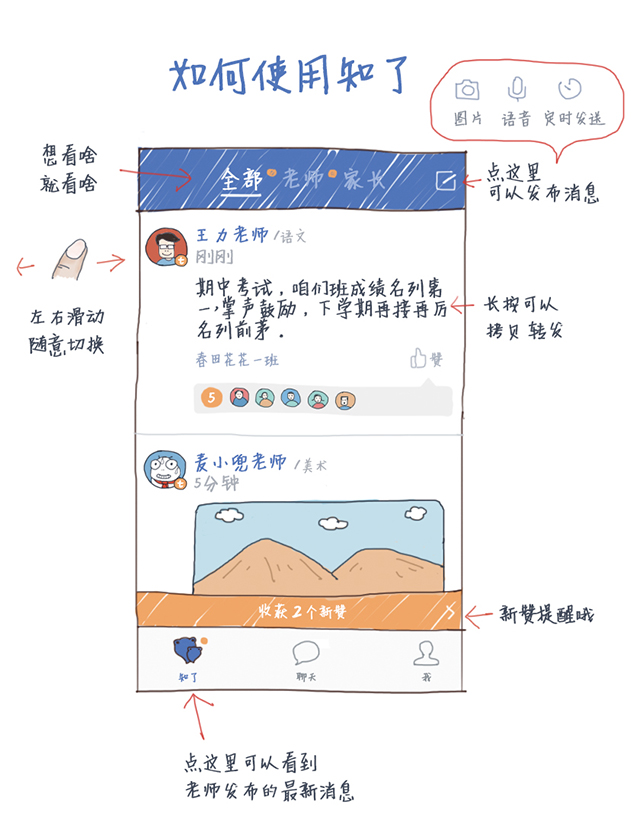 如何使用知了
图片 语音 定时发送
想看啥
就看啥
全部 老师 家长
点这里
可以发布消息
王力老师 /语文
刚刚
期中考试，咱们班成绩名列第
一，掌声鼓励，下学期再接再厉
名列前茅。
长按可以
拷贝转发
左右滑动
随意切换
春田花花一班
赞
5
麦小兜老师 /美术
5分钟
收获2个新赞
新赞提醒哦
知了 聊天 我
点这里可以看到
老师发布的最新消息